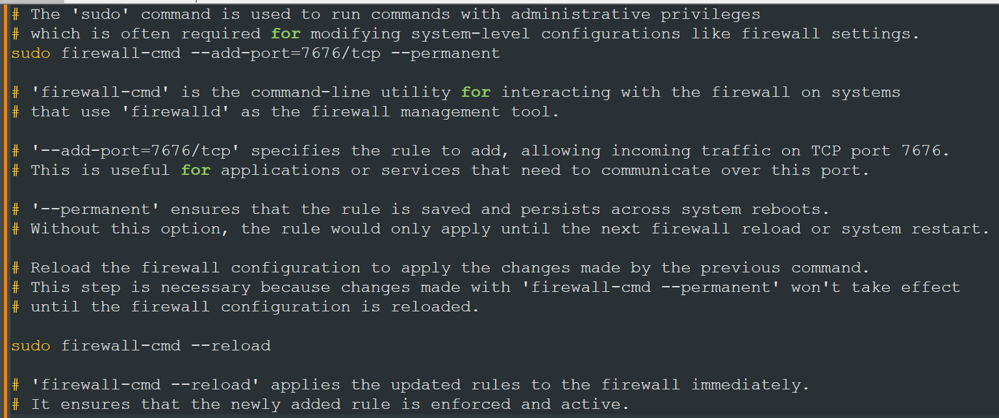 # The 'sudo' command is used to run commands with administrative privileges
# which is often required for modifying system-level configurations like firewall settings.
sudo firewall-cmd --add-port=7676/tcp --permanent
# 'firewall-cmd' is the command-line utility for interacting with the firewall on systems
# that use 'firewalld' as the firewall management tool.
# '--add-port=7676/tcp' specifies the rule to add, allowing incoming traffic on TCP port 7676.
# This is useful for applications or services that need to communicate over this port.
# '--permanent' ensures that the rule is saved and persists across system reboots.
# Without this option, the rule would only apply until the next firewall reload or system restart.
# Reload the firewall configuration to apply the changes made by the previous command.
# This step is necessary because changes made with 'firewall-cmd --permanent' won't take effect
# until the firewall configuration is reloaded.
sudo firewall-cmd --reload
# 'firewall-cmd --reload' applies the updated rules to the firewall immediately.
# It ensures that the newly added rule is enforced and active.